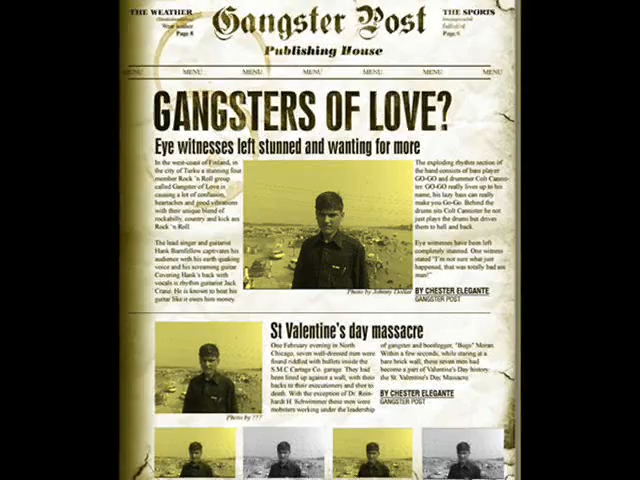 THE WEATHER
Page 8
Gangster Post
Publishing House
THE SPORTS
Page 6
MENU MENU MENU MENU MENU MENU MENU
GANGSTERS OF LOVE?
Eye witnesses left stunned and wanting for more
In the west-coast of Finland, in
the city of Turku a stunning four
member Rock 'n Roll group
called Gangster of Love is
causing a lot of confusion,
heartaches and good vibrations
with their unique blend of
rockabilly, country and kick ass
Rock 'n Roll
The lead singer and guitarist
Hank Barnfellow captivates his
audience with his earth quaking
voice and his screaming guitar
Covering Hank's back with
vocals is rhythm guitarist Jack
Crane. He is known to beat his
guitar like it owes him money.
Photo by Johnny Dollar
The exploding rhythm section of
the band consists of bass player
GO-GO and drummer Colt Canis-
ter. GO-GO really lives up to his
name, his lazy bass can really
make you Go-Go. Behind the
drums sits Colt Cannister he not
just plays the drums but drives
them to hell and back.
Eye witnesses have been left
completely stunned. One witness
stated "I'm not sure what just
happened, that was totally bad ass
man!"
BY CHESTER ELEGANTE
GANGSTER POST
Photo by ???
St Valentine's day massacre
One February evening in North
Chicago, seven well-dressed men were
found riddled with bullets inside the
S.M.C Cartage Co. garage. They had
been lined up against a wall, with their
backs to their executioners and shot to
death. With the exception of Dr. Rein-
hardt H. Schwimmer these men were
mobsters working under the leadership
of gangster and bootlegger, "Bugs" Moran.
Within a few seconds, while staring at a
bare brick wall, these seven men had
become a part of Valentine's Day history:
the St. Valentine's Day Massacre.
BY CHESTER ELEGANTE
GANGSTER POST